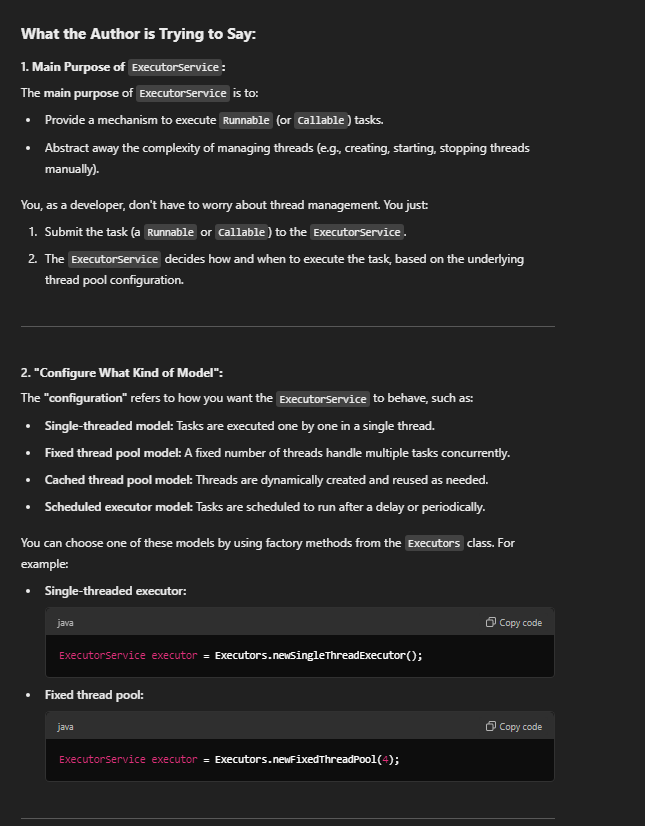 What the Author is Trying to Say:
1. Main Purpose of ExecutorService:
The main purpose of ExecutorService is to:
• Provide a mechanism to execute Runnable (or Callable) tasks.
• Abstract away the complexity of managing threads (e.g., creating, starting, stopping threads
manually).
You, as a developer, don't have to worry about thread management. You just:
1. Submit the task (a Runnable or Callable) to the ExecutorService.
2. The ExecutorService decides how and when to execute the task, based on the underlying
thread pool configuration.
2. "Configure What Kind of Model":
The "configuration" refers to how you want the ExecutorService to behave, such as:
• Single-threaded model: Tasks are executed one by one in a single thread.
• Fixed thread pool model: A fixed number of threads handle multiple tasks concurrently.
• Cached thread pool model: Threads are dynamically created and reused as needed.
• Scheduled executor model: Tasks are scheduled to run after a delay or periodically.
You can choose one of these models by using factory methods from the Executors class. For
example:
• Single-threaded executor:
java Copy code
ExecutorService executor = Executors.newSingleThreadExecutor();
• Fixed thread pool:
java Copy code
ExecutorService executor = Executors.newFixedThreadPool(4);